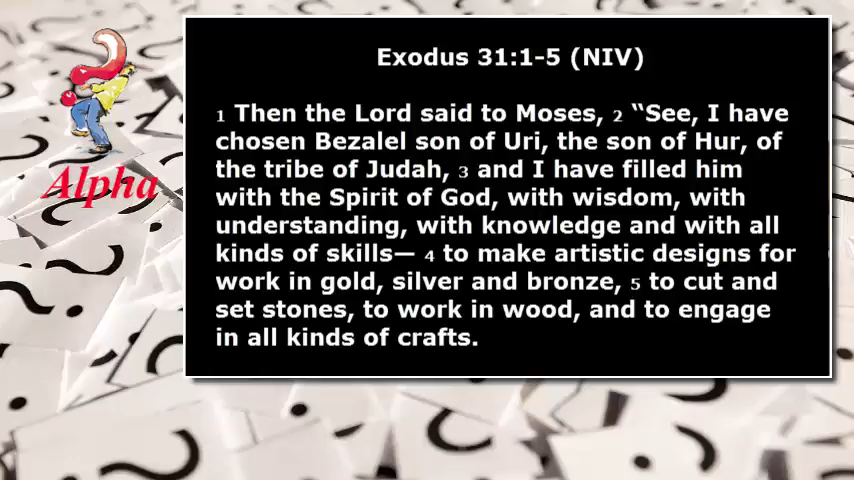 Alpha
Exodus 31:1-5 (NIV)
1 Then the Lord said to Moses, 2 “See, I have
chosen Bezalel son of Uri, the son of Hur, of
the tribe of Judah, 3 and I have filled him
with the Spirit of God, with wisdom, with
understanding, with knowledge and with all
kinds of skills— 4 to make artistic designs for
work in gold, silver and bronze, 5 to cut and
set stones, to work in wood, and to engage
in all kinds of crafts.